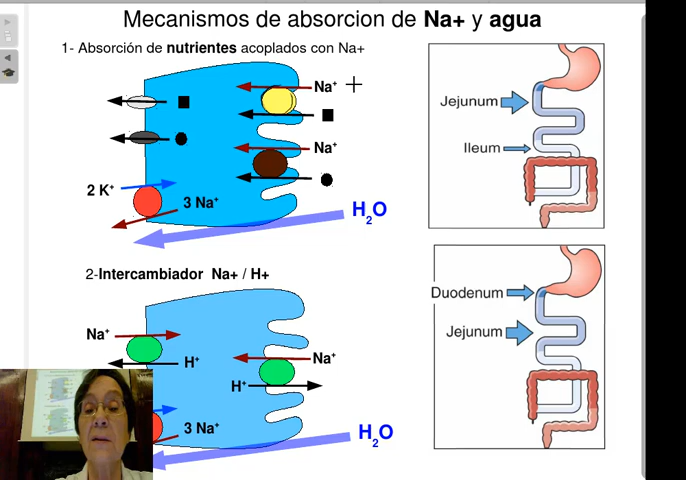 Mecanismos de absorcion de Na+ y agua
1- Absorción de nutrientes acoplados con Na+
Na⁺
Na⁺
2 K⁺
3 Na⁺
H₂O
Jejunum
Ileum
2-Intercambiador Na+ / H+
Na⁺
H⁺
Na⁺
H⁺
3 Na⁺
H₂O
Duodenum
Jejunum